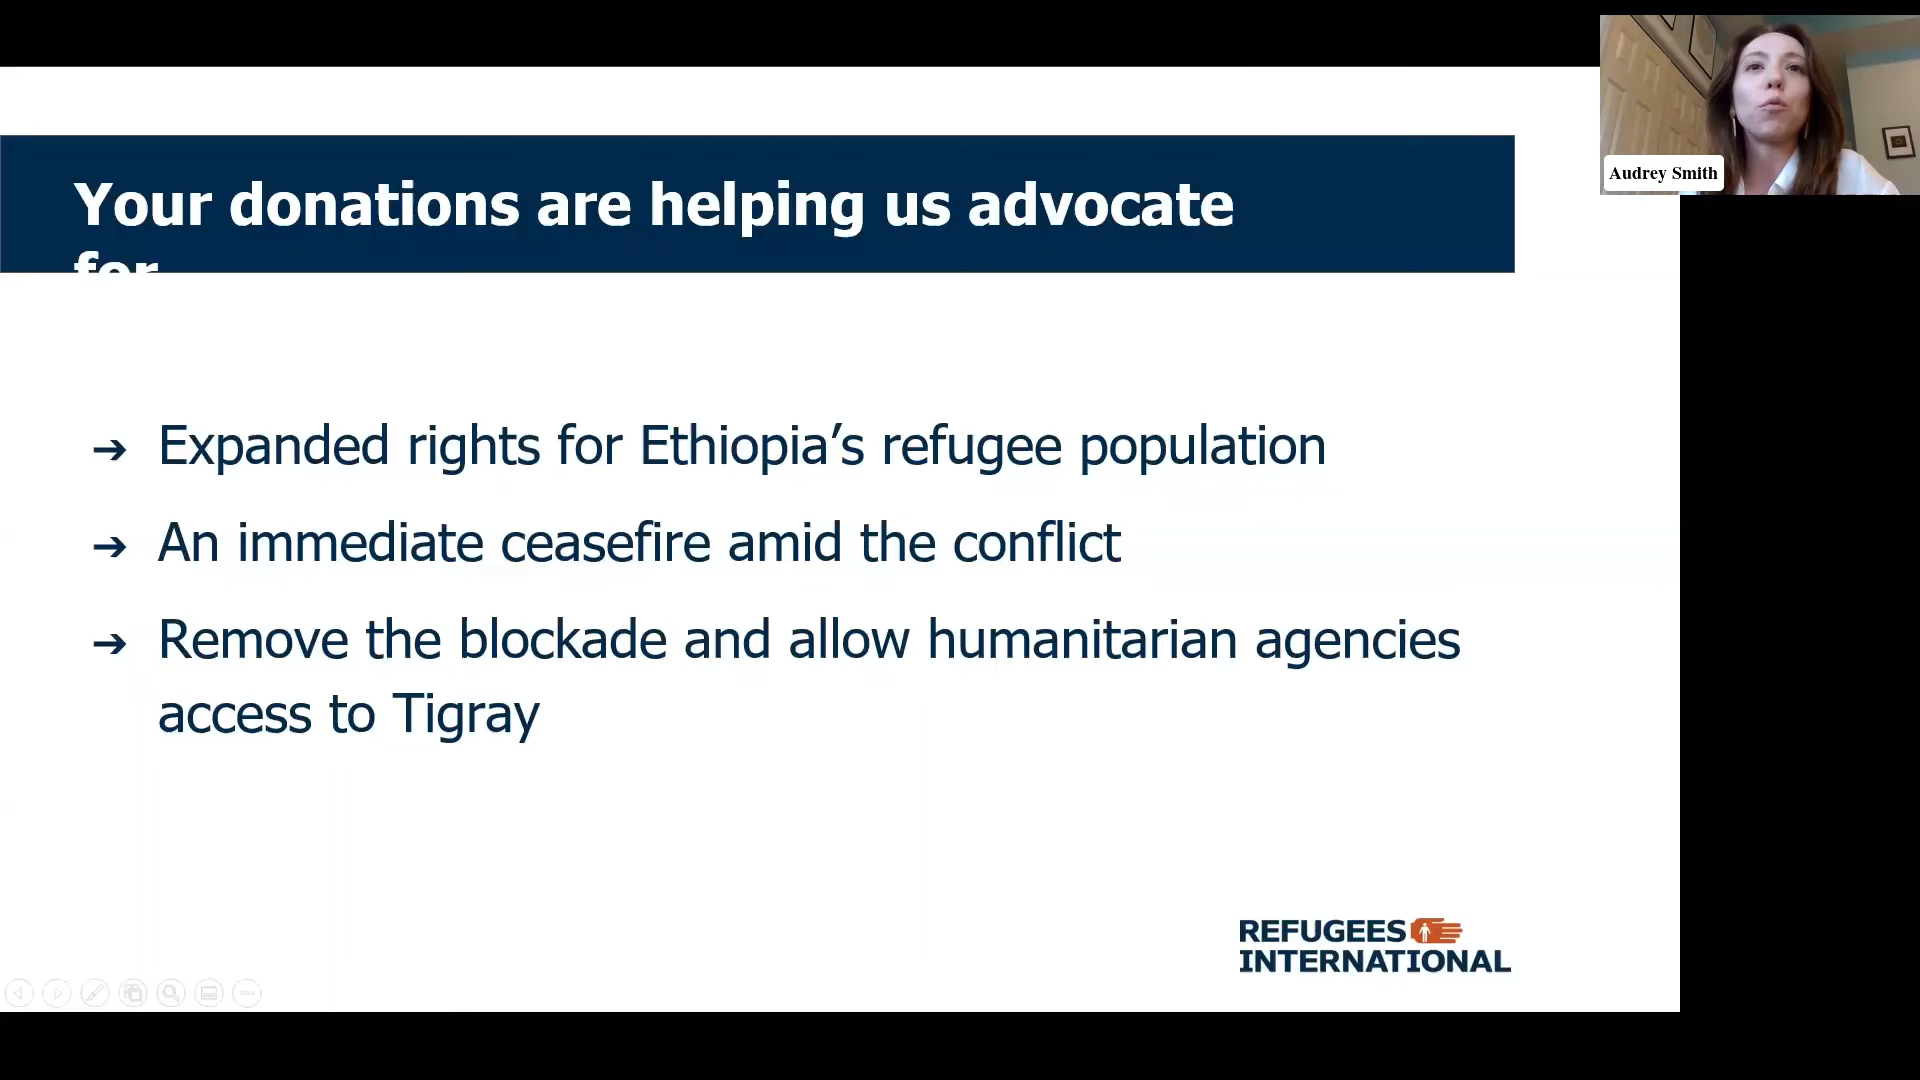 Your donations are helping us advocate
for
➔ Expanded rights for Ethiopia’s refugee population
➔ An immediate ceasefire amid the conflict
➔ Remove the blockade and allow humanitarian agencies
access to Tigray
REFUGEES
INTERNATIONAL
Audrey Smith